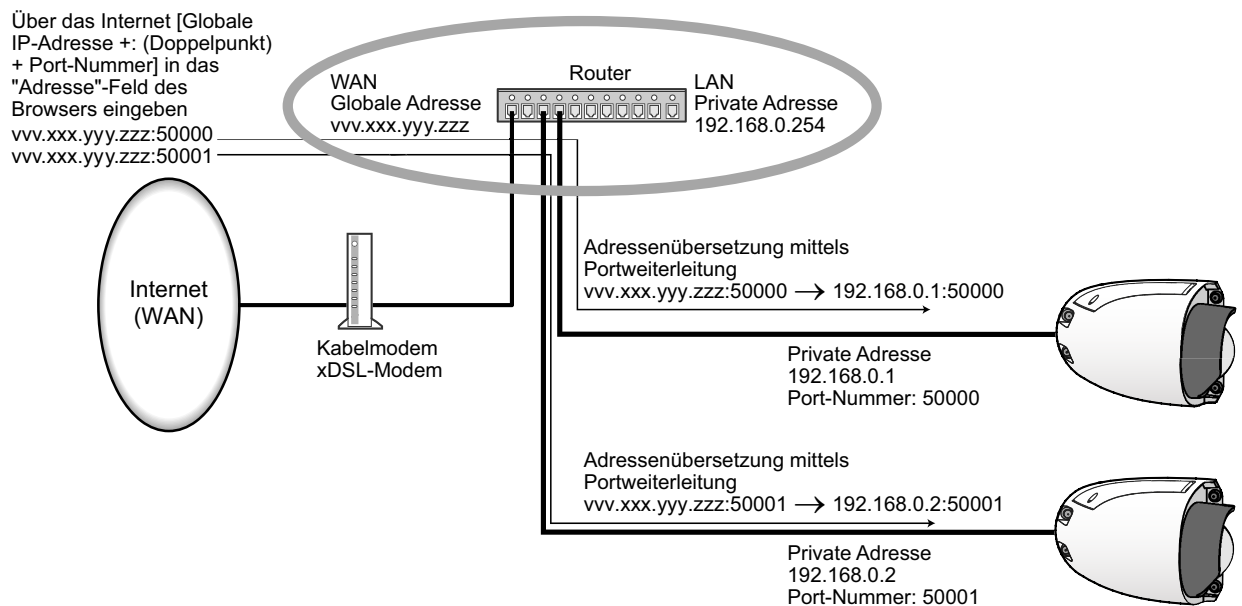 Über das Internet [Globale
IP-Adresse +: (Doppelpunkt)
+ Port-Nummer] in das
"Adresse"-Feld des
Browsers eingeben
vvv.xxx.yyy.zzz:50000
vvv.xxx.yyy.zzz:50001
WAN
Globale Adresse
vvv.xxx.yyy.zzz
Router
LAN
Private Adresse
192.168.0.254
Internet
(WAN)
Kabelmodem
xDSL-Modem
Adressenübersetzung mittels
Portweiterleitung
vvv.xxx.yyy.zzz:50000 → 192.168.0.1:50000
Private Adresse
192.168.0.1
Port-Nummer: 50000
Adressenübersetzung mittels
Portweiterleitung
vvv.xxx.yyy.zzz:50001 → 192.168.0.2:50001
Private Adresse
192.168.0.2
Port-Nummer: 50001